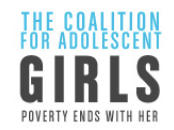 THE COALITION
FOR ADOLESCENT
GIRLS
POVERTY ENDS WITH HER